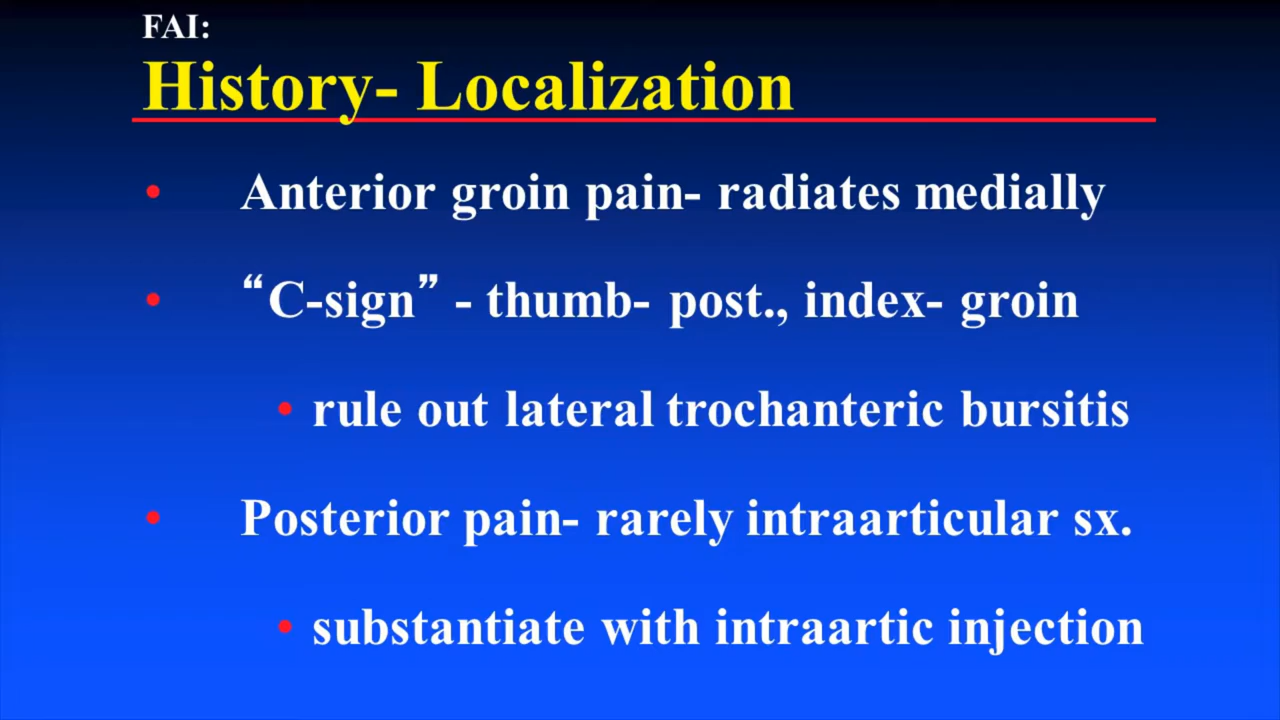 FAI:
History- Localization
• Anterior groin pain- radiates medially
• “C-sign” - thumb- post., index- groin
• rule out lateral trochanteric bursitis
• Posterior pain- rarely intraarticular sx.
• substantiate with intraartic injection